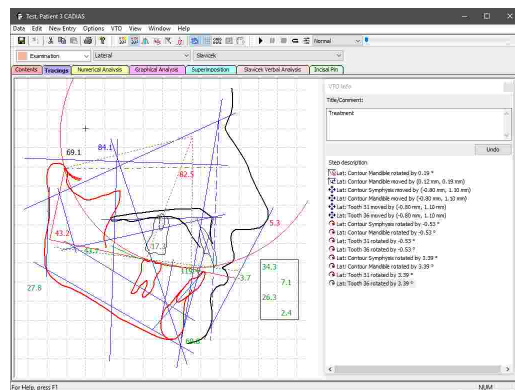 Test, Patient 3 CADIAS
Date Edit New Entry Options VTO View Window Help
Normal
Examination Lateral Slavicek
Contents Tracings Numerical Analysis Graphical Analysis Superimposition Slavicek Verbal Analysis Incisal Pin
VTO Info
Title/Comment:
Treatment
Undo
Step description
Lat: Contour Mandible rotated by 0.19 °
Lat: Contour Mandible moved by (0.12 mm, 0.19 mm)
Lat: Contour Symphysis moved by (-0.80 mm, 1.10 mm)
Lat: Contour Mandible moved by (-0.80 mm, 1.10 mm)
Lat: Tooth 31 moved by (-0.80 mm, 1.10 mm)
Lat: Tooth 36 moved by (-0.80 mm, 1.10 mm)
Lat: Contour Symphysis rotated by -0.53 °
Lat: Contour Mandible rotated by -0.53 °
Lat: Tooth 31 rotated by -0.53 °
Lat: Tooth 36 rotated by -0.53 °
Lat: Contour Symphysis rotated by 3.39 °
Lat: Contour Mandible rotated by 3.39 °
Lat: Tooth 31 rotated by 3.39 °
Lat: Tooth 36 rotated by 3.39 °
84.1
69.1
-82.5
5.3
43.2
-17.3
-43.7
-3.7
27.8
34.3
7.1
26.3
2.4
For Help, press F1
NUM